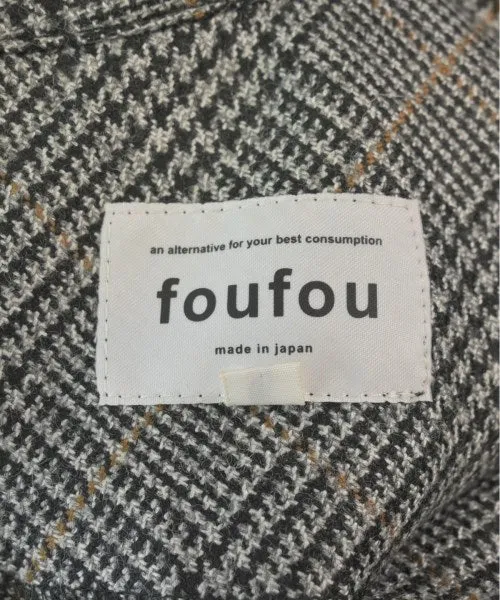 an alternative for your best consumption
foufou
made in japan